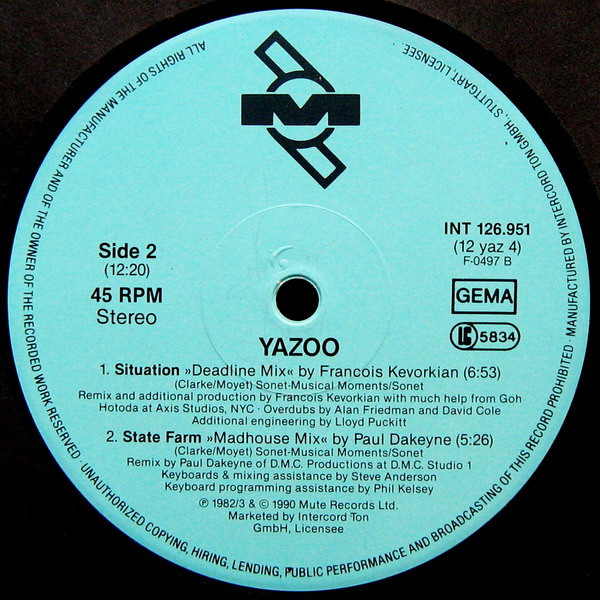 M
Side 2
(12:20)
45 RPM
Stereo
INT 126.951
(12 yaz 4)
F-0497 B
GEMA
LC 5834
YAZOO
1. Situation »Deadline Mix« by Francois Kevorkian (6:53)
(Clarke/Moyet) Sonet-Musical Moments/Sonet
Remix and additional production by Francois Kevorkian with much help from Goh
Hotoda at Axis Studios, NYC · Overdubs by Alan Friedman and David Cole
Additional engineering by Lloyd Puckitt
2. State Farm »Madhouse Mix« by Paul Dakeyne (5:26)
(Clarke/Moyet) Sonet-Musical Moments/Sonet
Remix by Paul Dakeyne of D.M.C. Productions at D.M.C. Studio 1
Keyboards & mixing assistance by Steve Anderson
Keyboard programming assistance by Phil Kelsey
℗ 1982/3 & © 1990 Mute Records Ltd.
Marketed by Intercord Ton
GmbH, Licensee
ALL RIGHTS OF THE MANUFACTURER AND OF THE OWNER OF THE RECORDED WORK RESERVED · UNAUTHORIZED COPYING, HIRING, LENDING, PUBLIC PERFORMANCE AND BROADCASTING OF THIS RECORD PROHIBITED · MANUFACTURED BY INTERCORD TON GMBH, STUTTGART, LICENSEE.